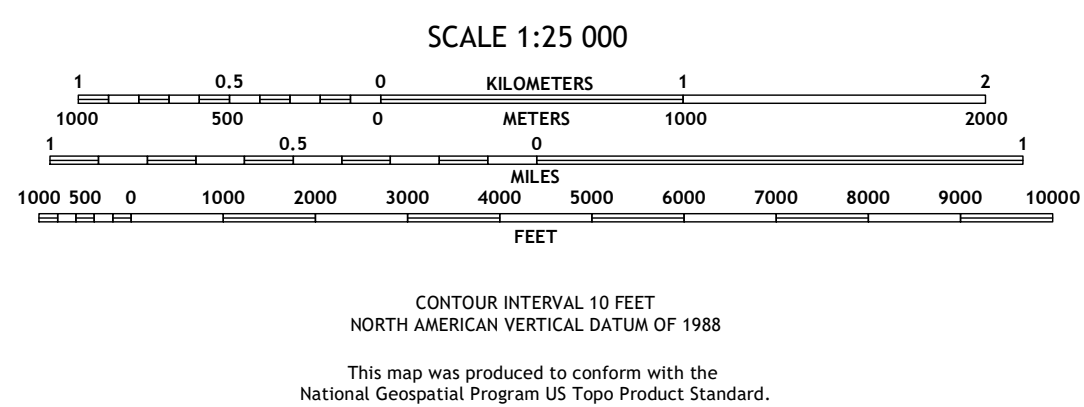 SCALE 1:25 000
1 0.5 0 KILOMETERS 1 2
1000 500 0 METERS 1000 2000
1 0.5 0 1
MILES
1000 500 0 1000 2000 3000 4000 5000 6000 7000 8000 9000 10000
FEET
CONTOUR INTERVAL 10 FEET
NORTH AMERICAN VERTICAL DATUM OF 1988
This map was produced to conform with the
National Geospatial Program US Topo Product Standard.